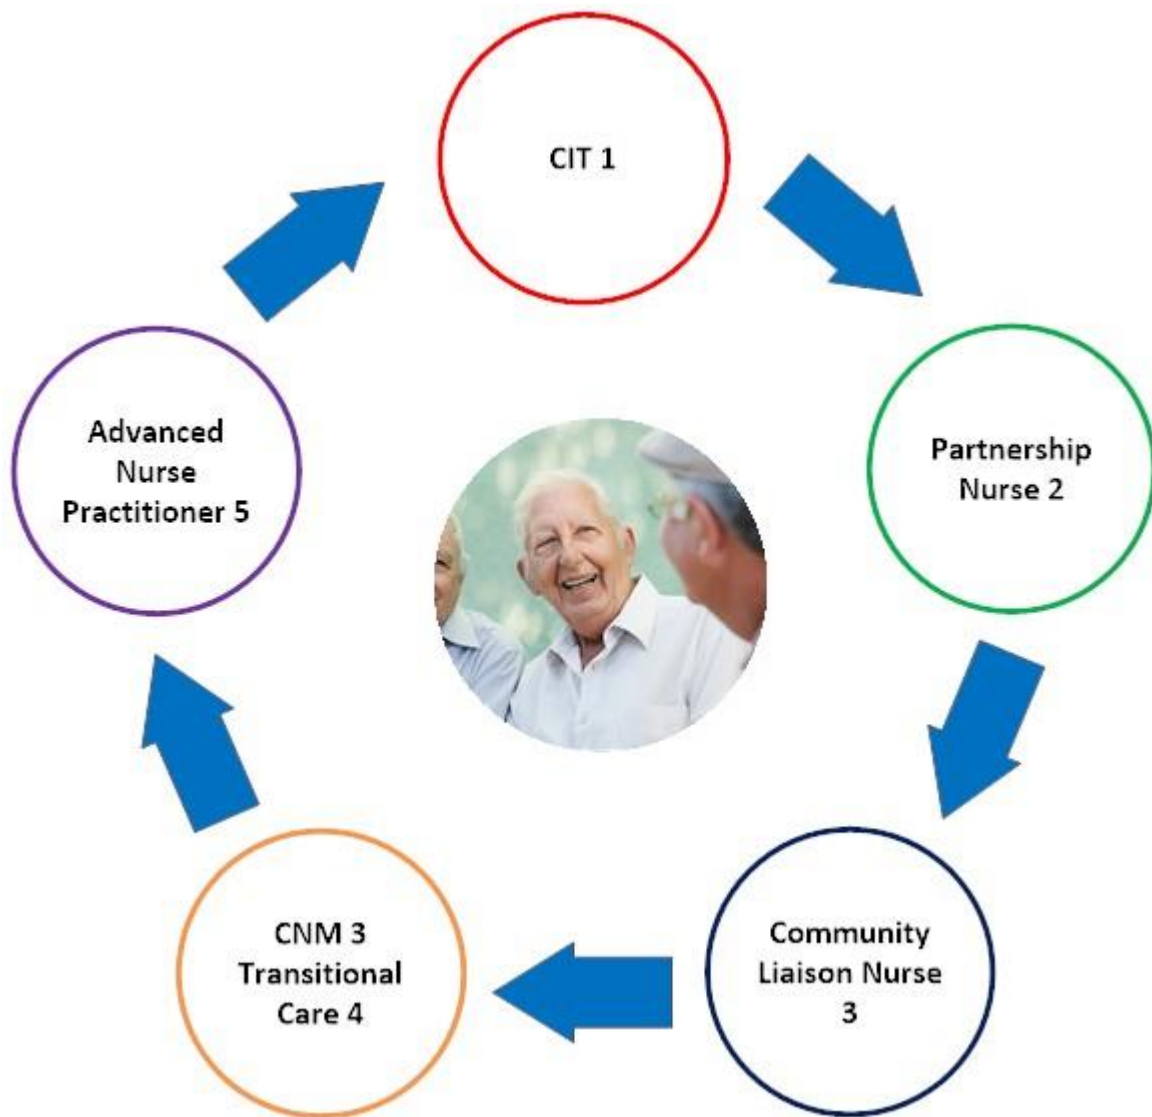 CIT 1
Partnership
Nurse 2
Community
Liaison Nurse
3
CNM 3
Transitional
Care 4
Advanced
Nurse
Practitioner 5